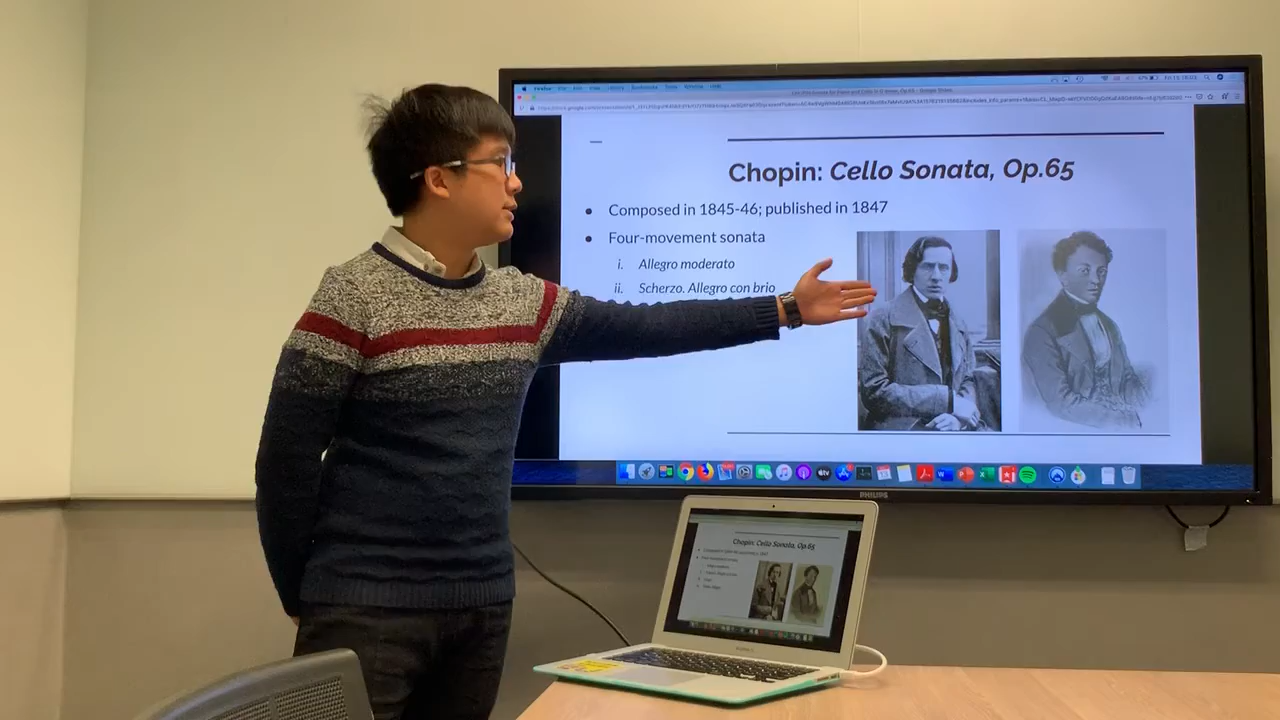 Chopin: Cello Sonata, Op.65
Composed in 1845-46; published in 1847
Four-movement sonata
i. Allegro moderato
ii. Scherzo. Allegro con brio
PHILIPS
Chopin: Cello Sonata, Op.65